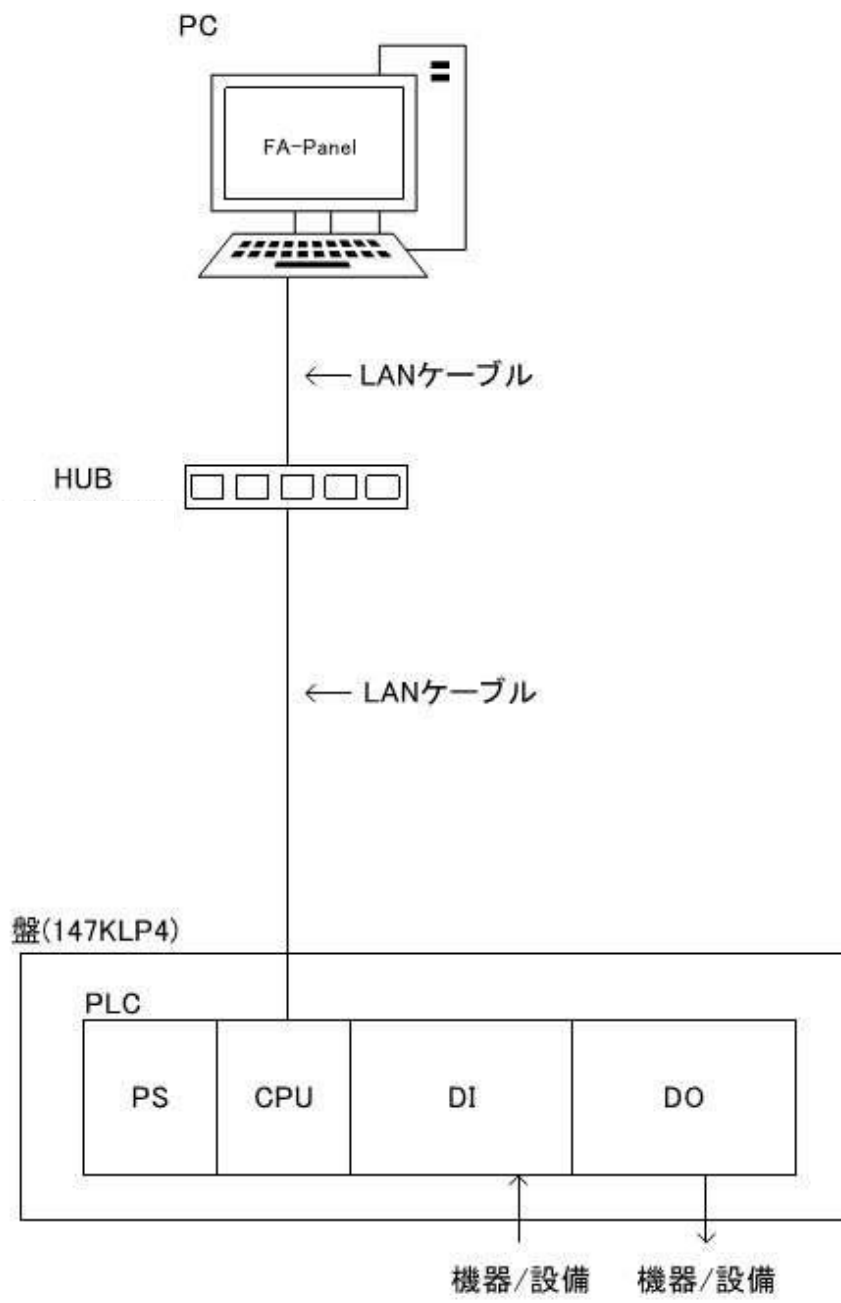 PC
FA-Panel
← LANケーブル
HUB
← LANケーブル
盤(147KLP4)
PLC
PS
CPU
DI
DO
機器/設備
機器/設備